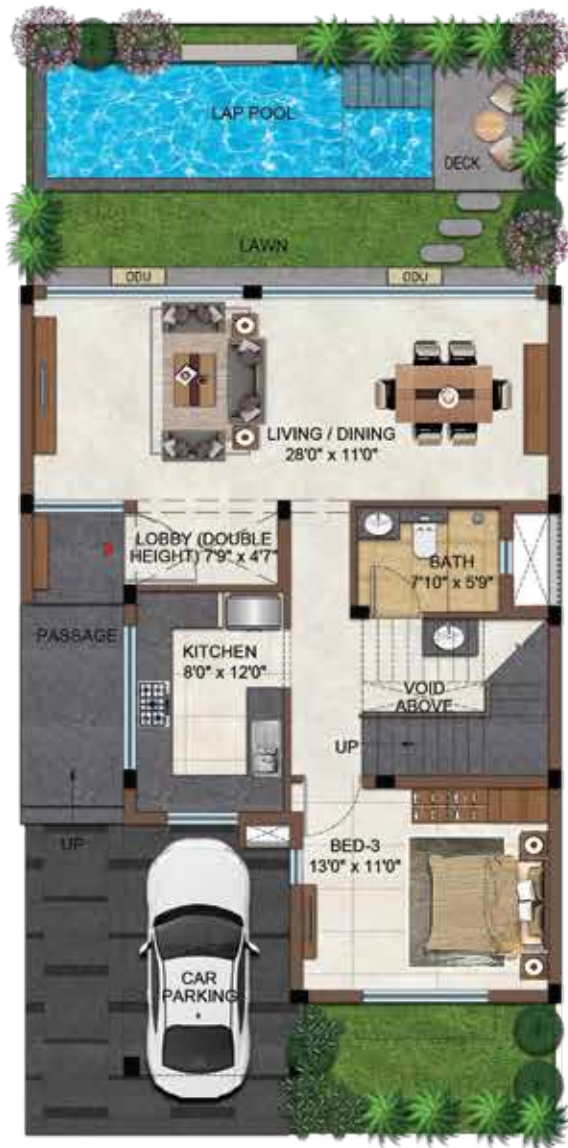 LAP POOL
DECK
LAWN
ODU
ODU
LIVING / DINING
28'0" x 11'0"
LOBBY (DOUBLE
HEIGHT) 7'9" x 4'7"
BATH
7'10" x 5'9"
PASSAGE
KITCHEN
8'0" x 12'0"
VOID
ABOVE
UP
UP
BED-3
13'0" x 11'0"
CAR
PARKING